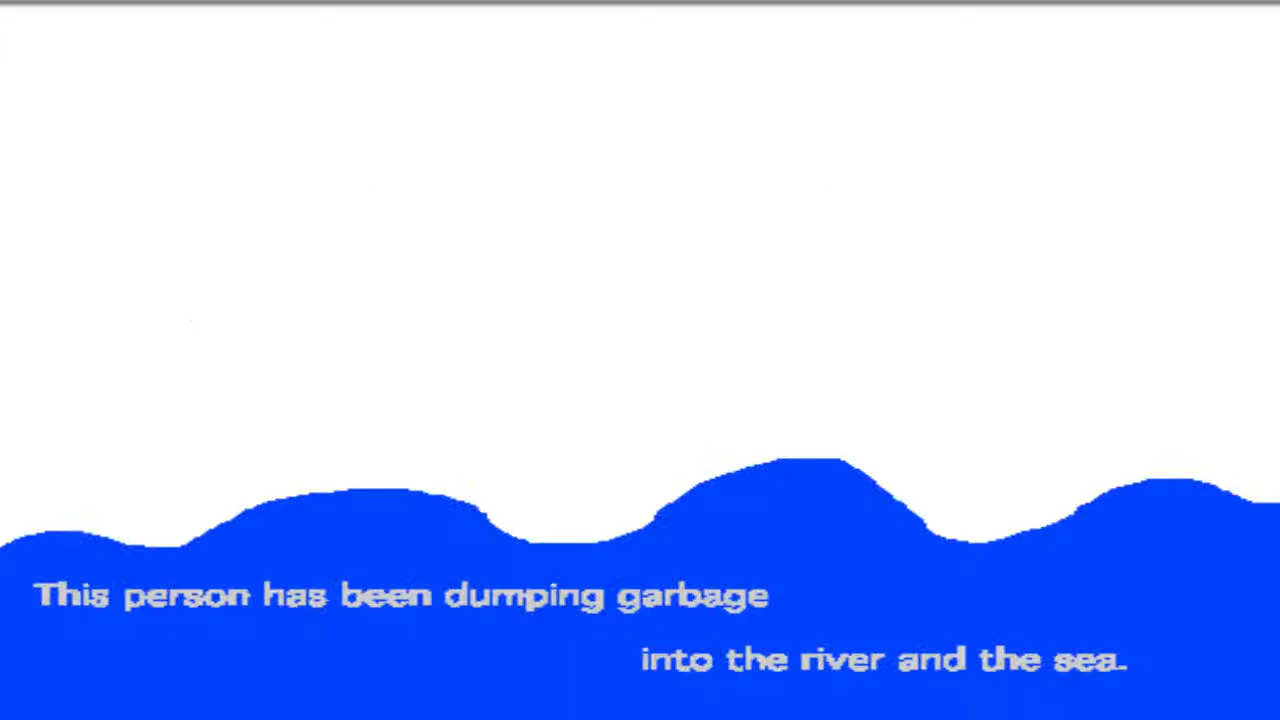 This person has been dumping garbage
into the river and the sea.